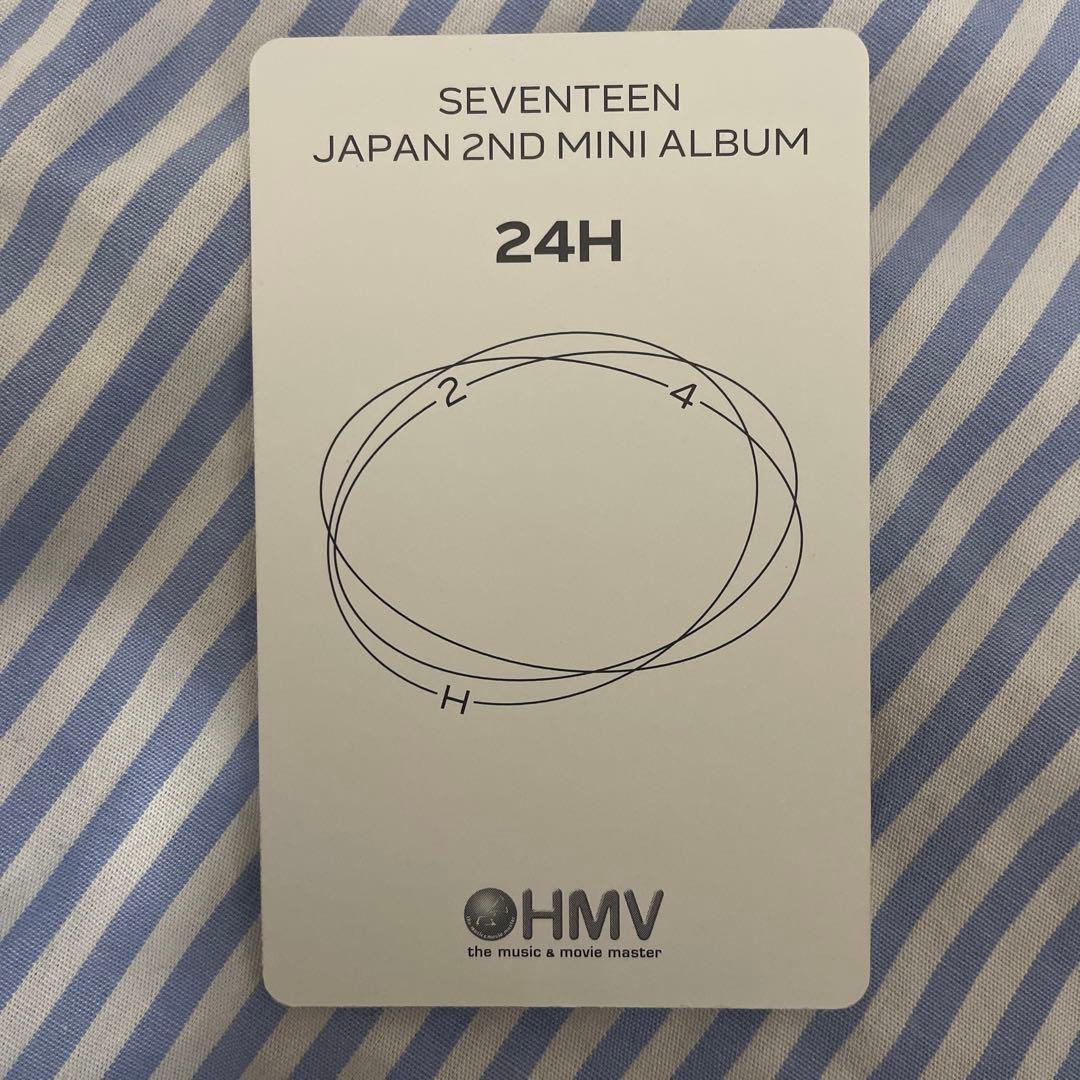 SEVENTEEN
JAPAN 2ND MINI ALBUM
24H
2
4
H
HMV
the music & movie master